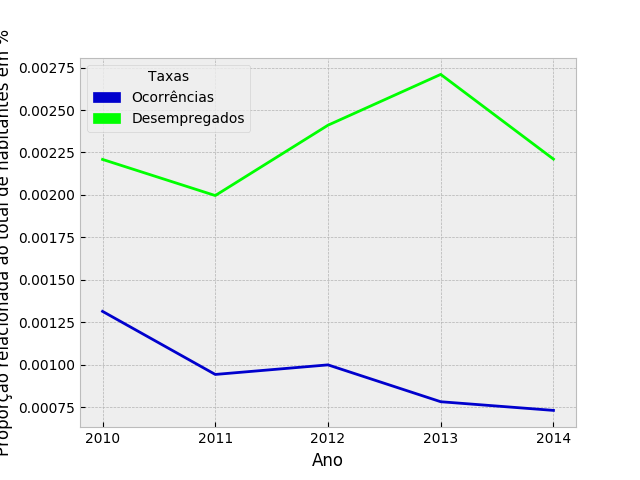 Proporção relacionada ao total de habitantes em %
0.00275
0.00250
0.00225
0.00200
0.00175
0.00150
0.00125
0.00100
0.00075
Taxas
Ocorrências
Desempregados
2010 2011 2012 2013 2014
Ano